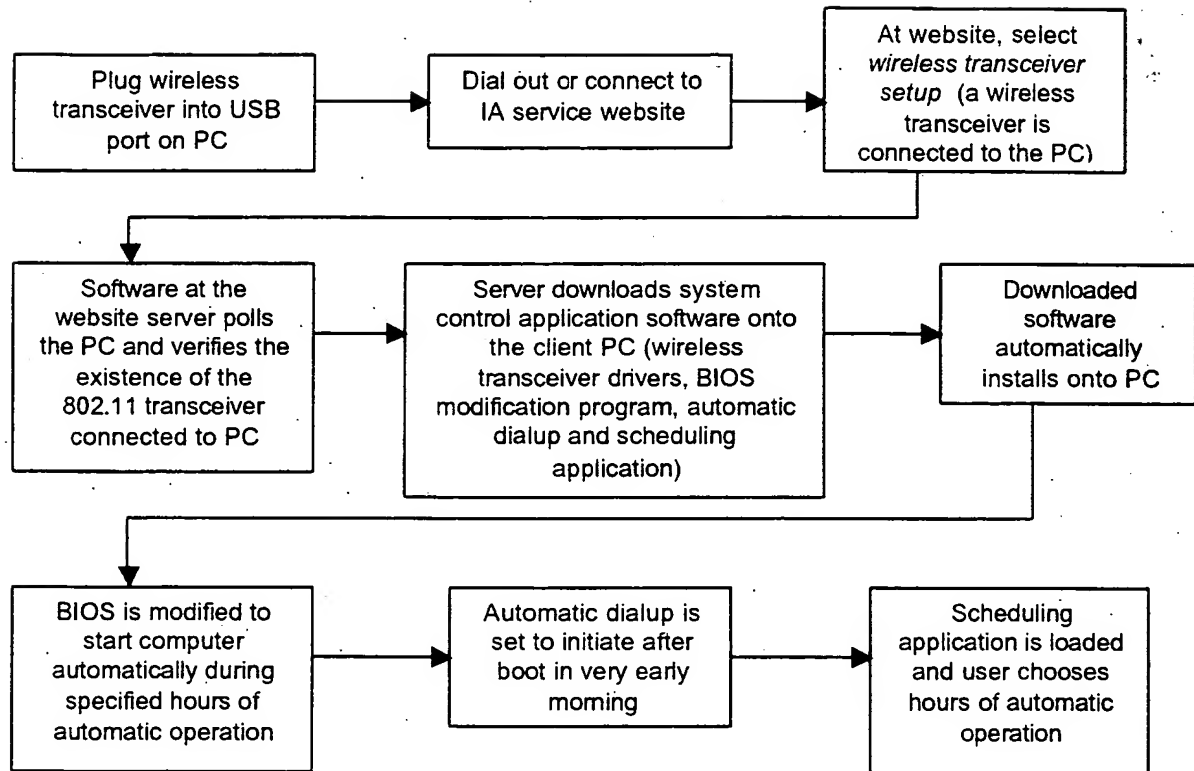 Plug wireless
transceiver into USB
port on PC
Dial out or connect to
IA service website
At website, select
wireless transceiver
setup (a wireless
transceiver is
connected to the PC)
Software at the
website server polls
the PC and verifies the
existence of the
802.11 transceiver
connected to PC
Server downloads system
control application software onto
the client PC (wireless
transceiver drivers, BIOS
modification program, automatic
dialup and scheduling
application)
Downloaded
software
automatically
installs onto PC
BIOS is modified to
start computer
automatically during
specified hours of
automatic operation
Automatic dialup is
set to initiate after
boot in very early
morning
Scheduling
application is loaded
and user chooses
hours of automatic
operation